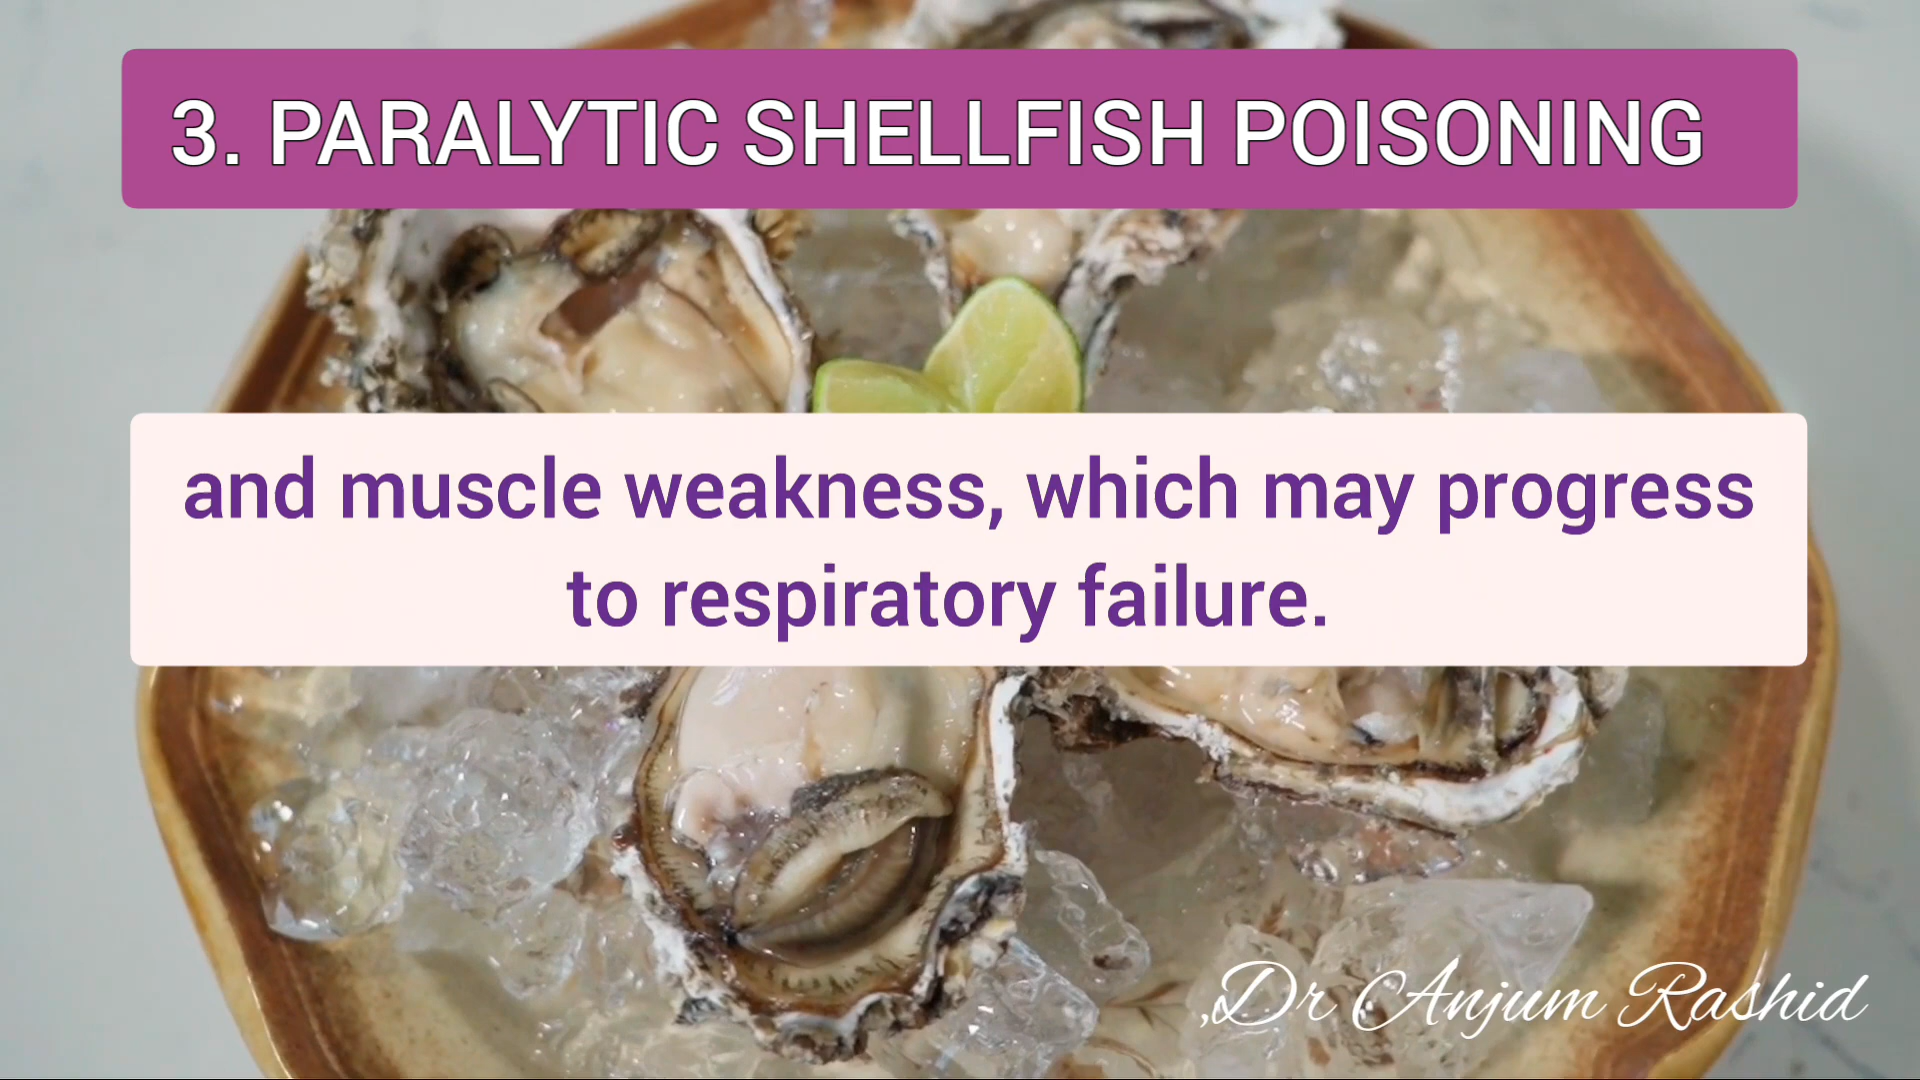 3. PARALYTIC SHELLFISH POISONING
and muscle weakness, which may progress
to respiratory failure.
Dr Anjum Rashid